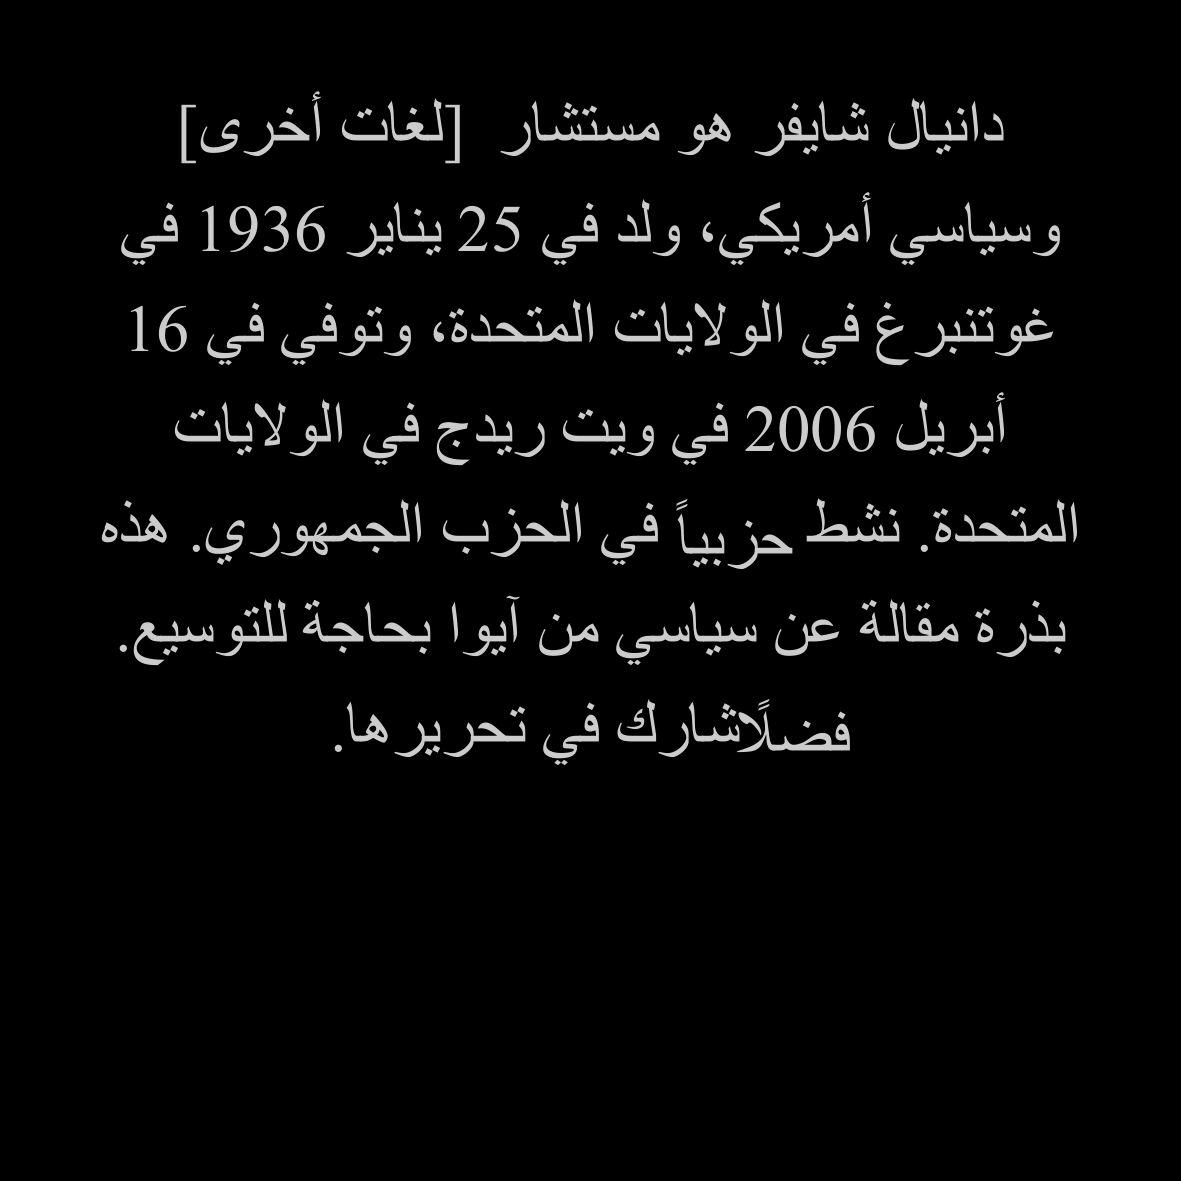 دانيال شايفر هو مستشار  [لغات أخرى]
وسياسي أمريكي، ولد في 25 يناير 1936 في
غوتنبرغ في الولايات المتحدة، وتوفي في 16
أبريل 2006 في ويت ريدج في الولايات
المتحدة. نشط حزبياً في الحزب الجمهوري. هذه
بذرة مقالة عن سياسي من آيوا بحاجة للتوسيع.
فضلًاشارك في تحريرها.